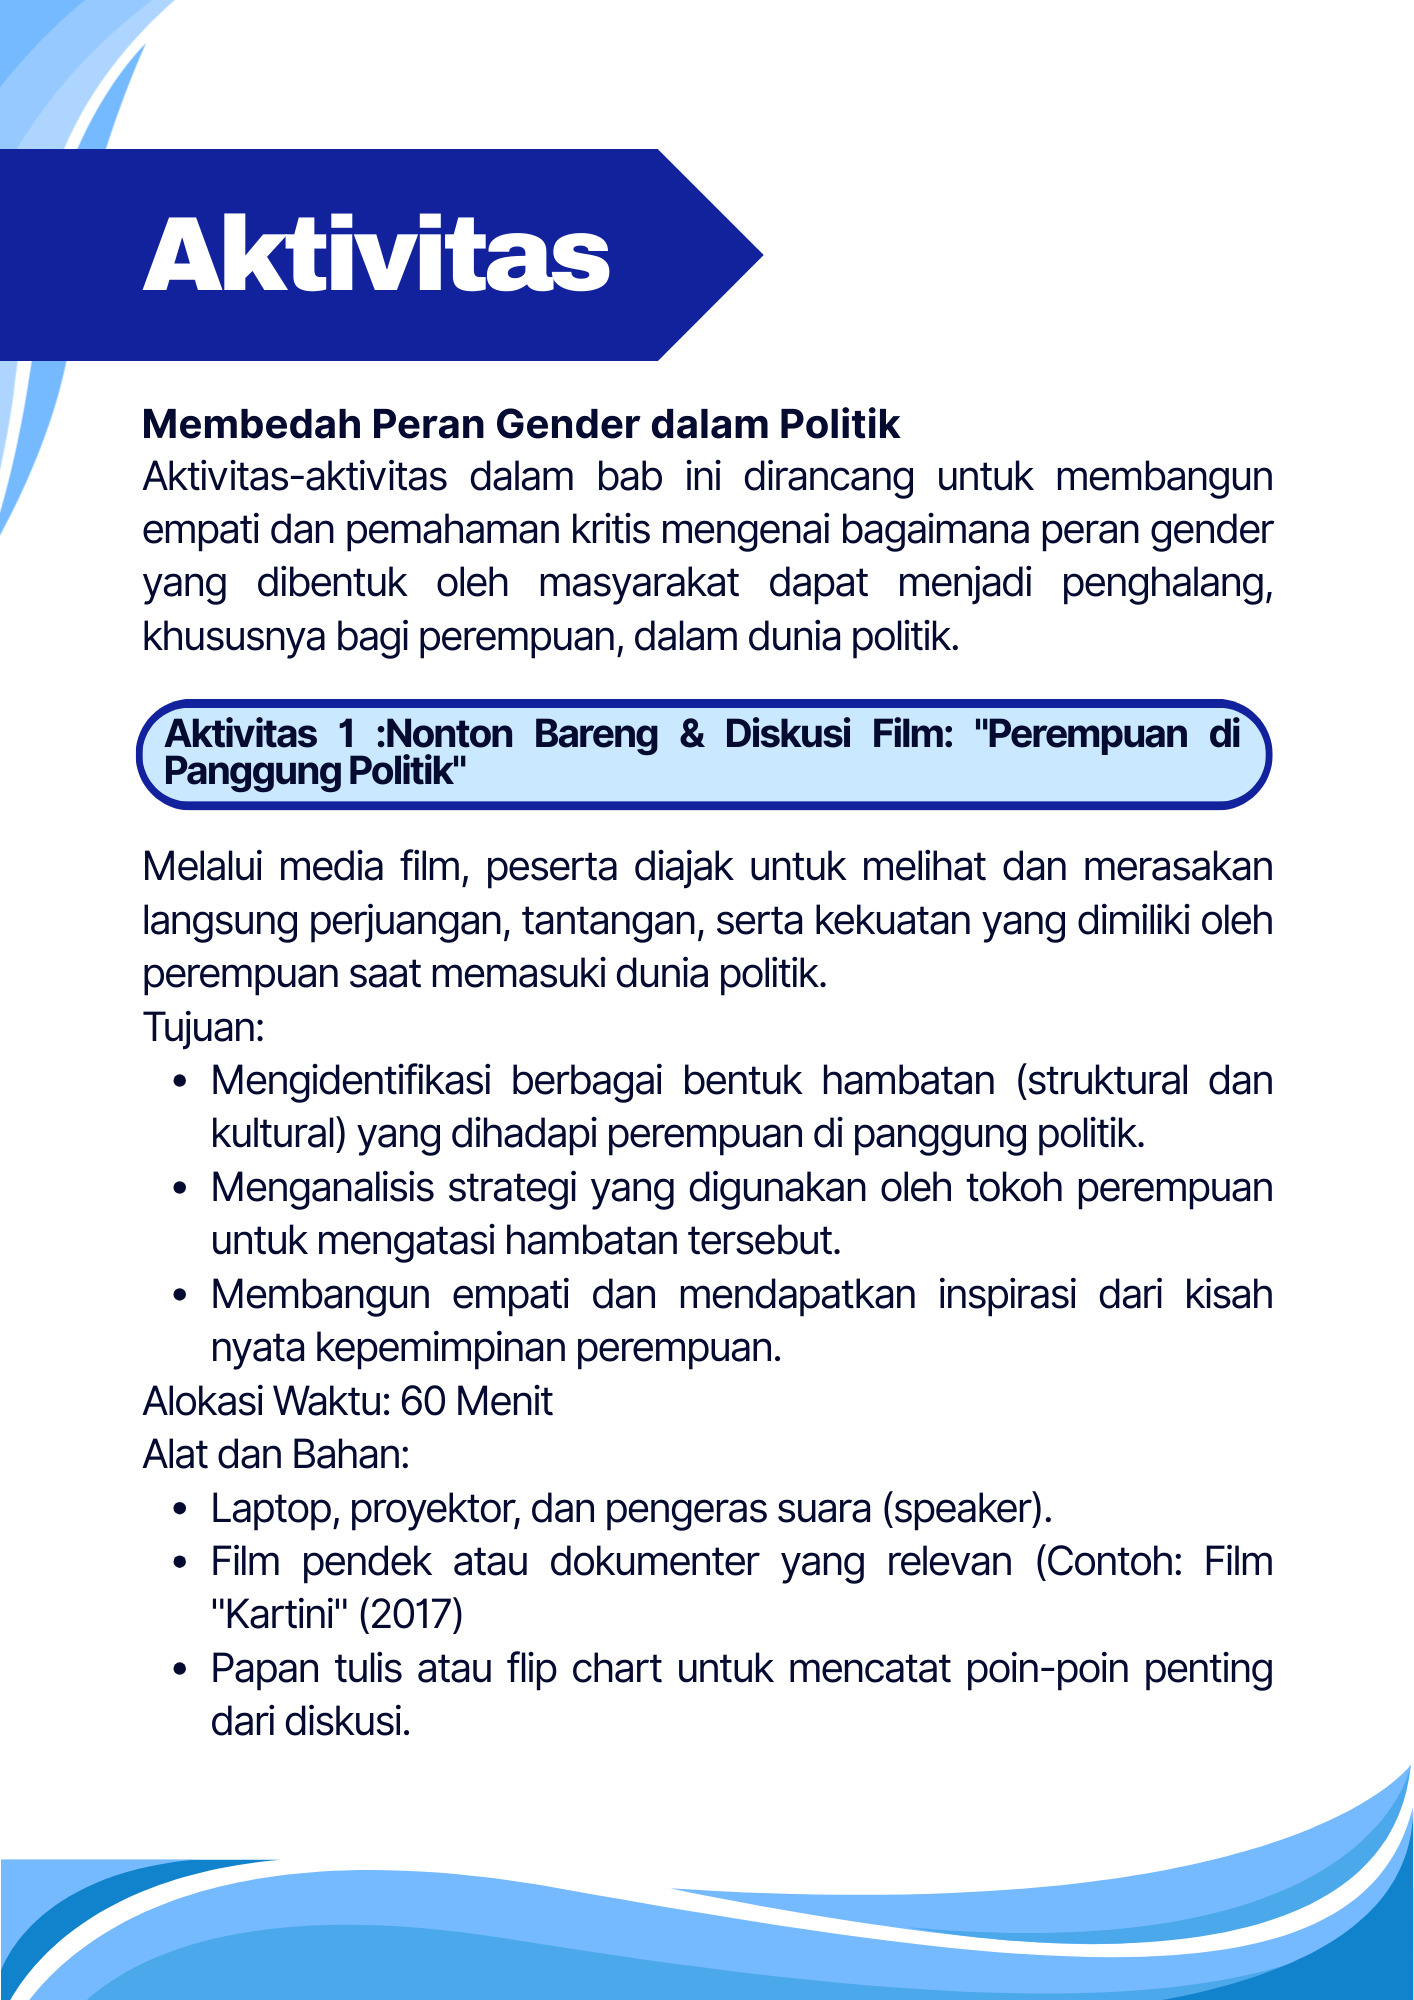 Aktivitas
Membedah Peran Gender dalam Politik
Aktivitas-aktivitas dalam bab ini dirancang untuk membangun
empati dan pemahaman kritis mengenai bagaimana peran gender
yang dibentuk oleh masyarakat dapat menjadi penghalang,
khususnya bagi perempuan, dalam dunia politik.
Aktivitas 1 :Nonton Bareng & Diskusi Film: "Perempuan di
Panggung Politik"
Melalui media film, peserta diajak untuk melihat dan merasakan
langsung perjuangan, tantangan, serta kekuatan yang dimiliki oleh
perempuan saat memasuki dunia politik.
Tujuan:
• Mengidentifikasi berbagai bentuk hambatan (struktural dan
kultural) yang dihadapi perempuan di panggung politik.
• Menganalisis strategi yang digunakan oleh tokoh perempuan
untuk mengatasi hambatan tersebut.
• Membangun empati dan mendapatkan inspirasi dari kisah
nyata kepemimpinan perempuan.
Alokasi Waktu: 60 Menit
Alat dan Bahan:
• Laptop, proyektor, dan pengeras suara (speaker).
• Film pendek atau dokumenter yang relevan (Contoh: Film
"Kartini" (2017)
• Papan tulis atau flip chart untuk mencatat poin-poin penting
dari diskusi.